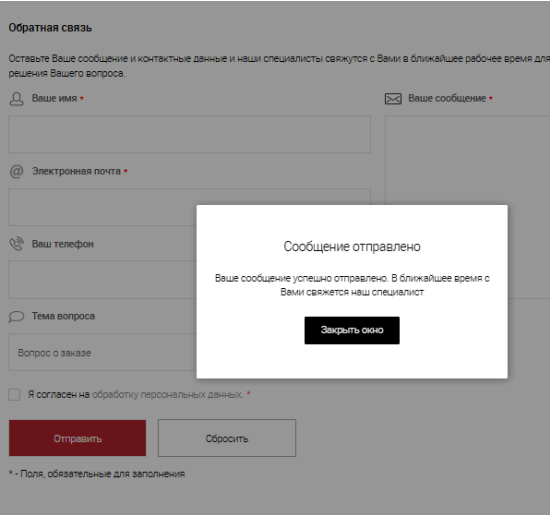 Обратная связь
Оставьте Ваше сообщение и контактные данные и наши специалисты свяжутся с Вами в ближайшее рабочее время для
решения Вашего вопроса.
Ваше имя *
Ваше сообщение *
Электронная почта *
Ваш телефон
Тема вопроса
Вопрос о заказе
Сообщение отправлено
Ваше сообщение успешно отправлено. В ближайшее время с
Вами свяжется наш специалист
Закрыть окно
Я согласен на обработку персональных данных. *
Отправить
Сбросить
* - Поля, обязательные для заполнения